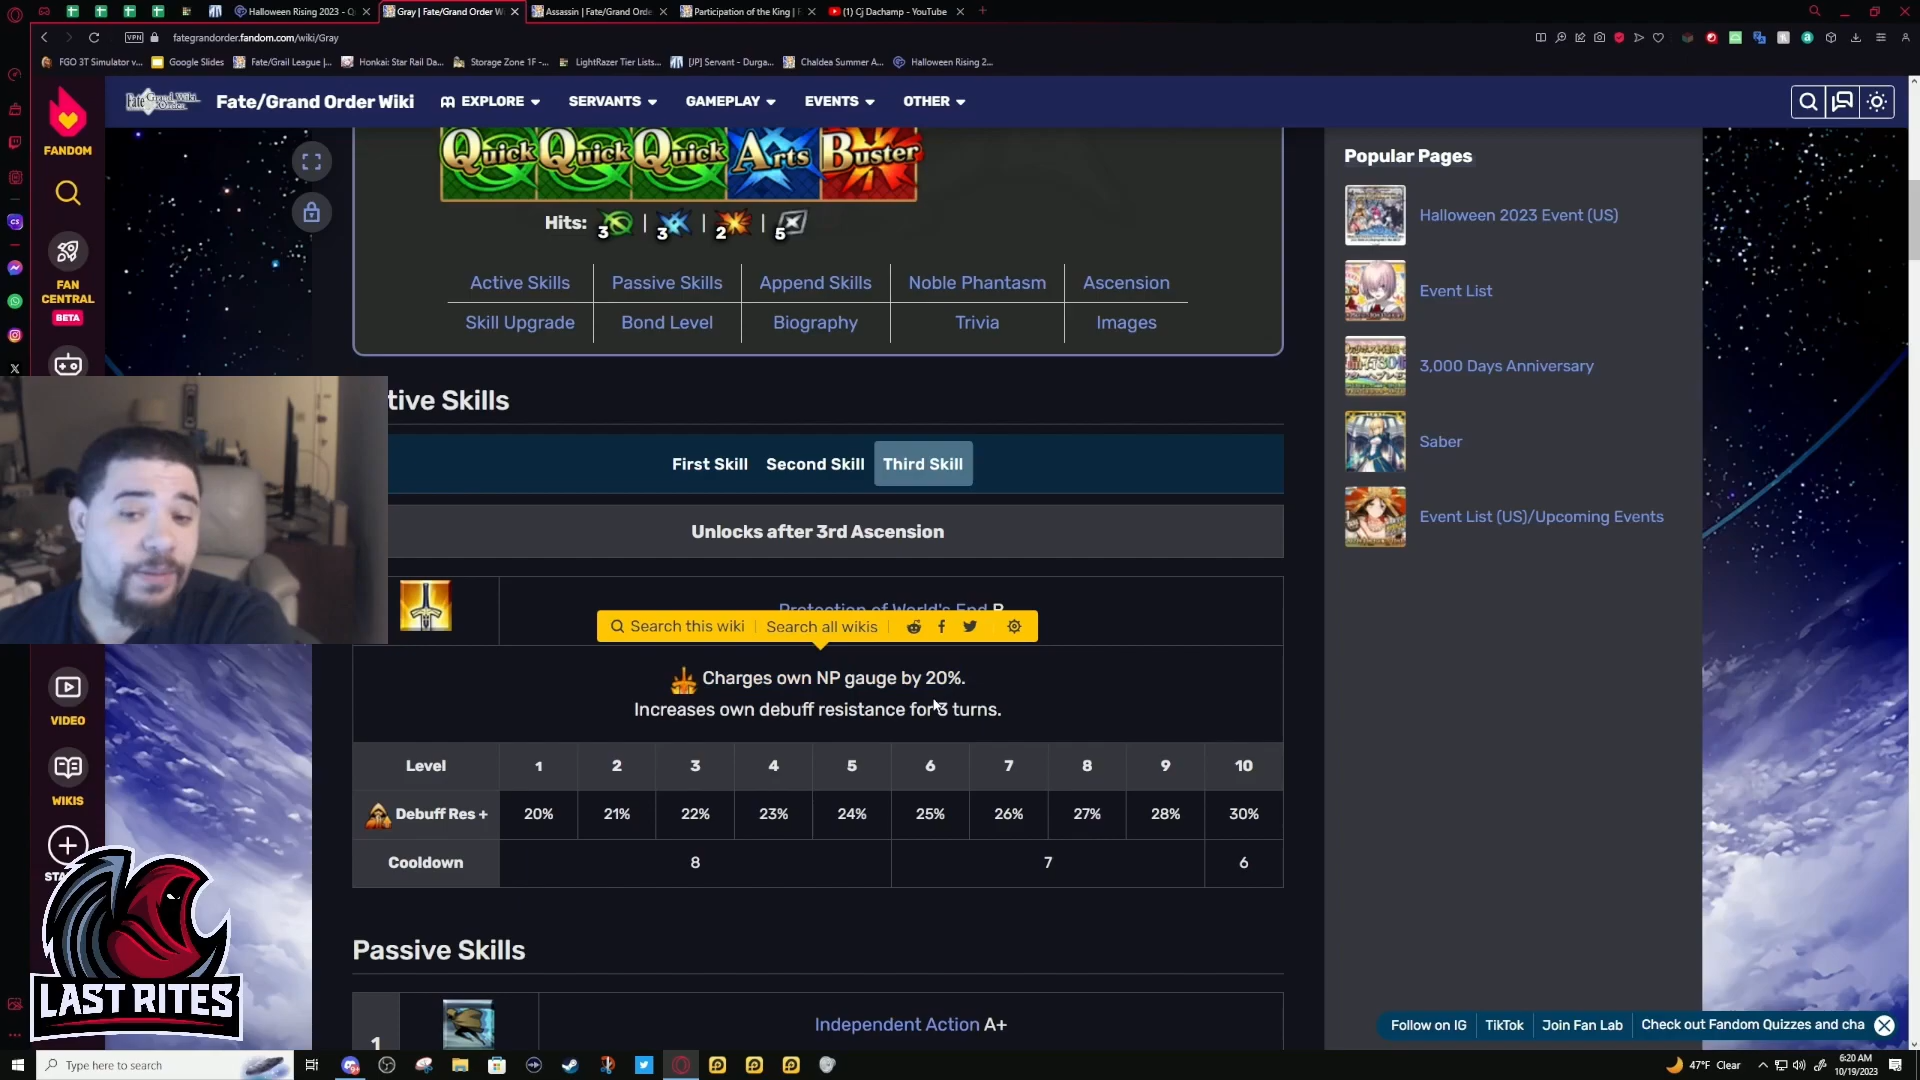 Halloween Rising 2023 - Q
Gray | Fate/Grand Order W
Assassin | Fate/Grand Orde
Participation of the King | F
(1) Cj Dachamp - YouTube
VPN
fategrandorder.fandom.com/wiki/Gray
FGO 3T Simulator v...
Google Slides
Fate/Grail League |...
Honkai: Star Rail Da...
Storage Zone 1F -...
LightRazer Tier Lists...
[JP] Servant - Durga...
Chaldea Summer A...
Halloween Rising 2...
Fate/Grand Order Wiki
EXPLORE
SERVANTS
GAMEPLAY
EVENTS
OTHER
FANDOM
FAN
CENTRAL
BETA
VIDEO
WIKIS
STA
Quick Quick Quick Arts Buster
Hits: 3 | 3 | 2 | 5
Active Skills
Passive Skills
Append Skills
Noble Phantasm
Ascension
Skill Upgrade
Bond Level
Biography
Trivia
Images
tive Skills
First Skill
Second Skill
Third Skill
Unlocks after 3rd Ascension
Protection of World's End B
Search this wiki
Search all wikis
Charges own NP gauge by 20%.
Increases own debuff resistance for 3 turns.
Level 1 2 3 4 5 6 7 8 9 10
Debuff Res + 20% 21% 22% 23% 24% 25% 26% 27% 28% 30%
Cooldown 8 7 6
Passive Skills
1
Independent Action A+
Popular Pages
Halloween 2023 Event (US)
Event List
3,000 Days Anniversary
Saber
Event List (US)/Upcoming Events
Follow on IG
TikTok
Join Fan Lab
Check out Fandom Quizzes and cha
LAST RITES
Type here to search
47°F Clear
6:20 AM
10/19/2023